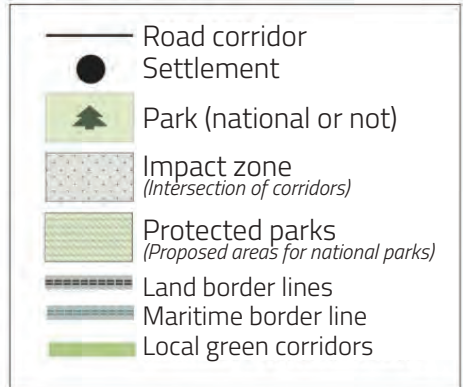 Road corridor
Settlement
Park (national or not)
Impact zone
(Intersection of corridors)
Protected parks
(Proposed areas for national parks)
Land border lines
Maritime border line
Local green corridors